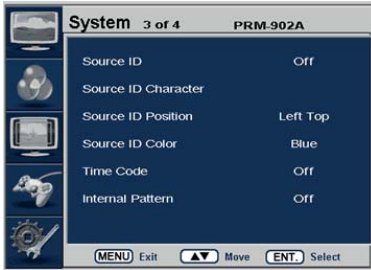 System 3 of 4 PRM-902A
Source ID Off
Source ID Character
Source ID Position Left Top
Source ID Color Blue
Time Code Off
Internal Pattern Off
MENU Exit ▲▼ Move ENT. Select